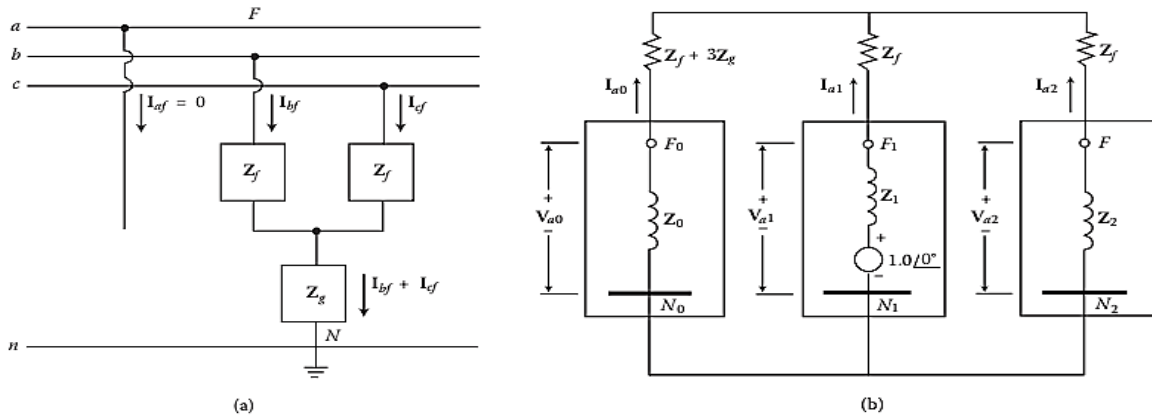 a
F
b
c
I_af = 0
I_bf
I_cf
Z_f
Z_f
Z_g
I_bf + I_cf
N
n
(a)
Z_f + 3Z_g
Z_f
Z_f
I_a0
I_a1
I_a2
F_0
F_1
F
+
V_a0
−
Z_0
+
V_a1
−
Z_1
+
1.0/0°
−
+
V_a2
−
Z_2
N_0
N_1
N_2
(b)